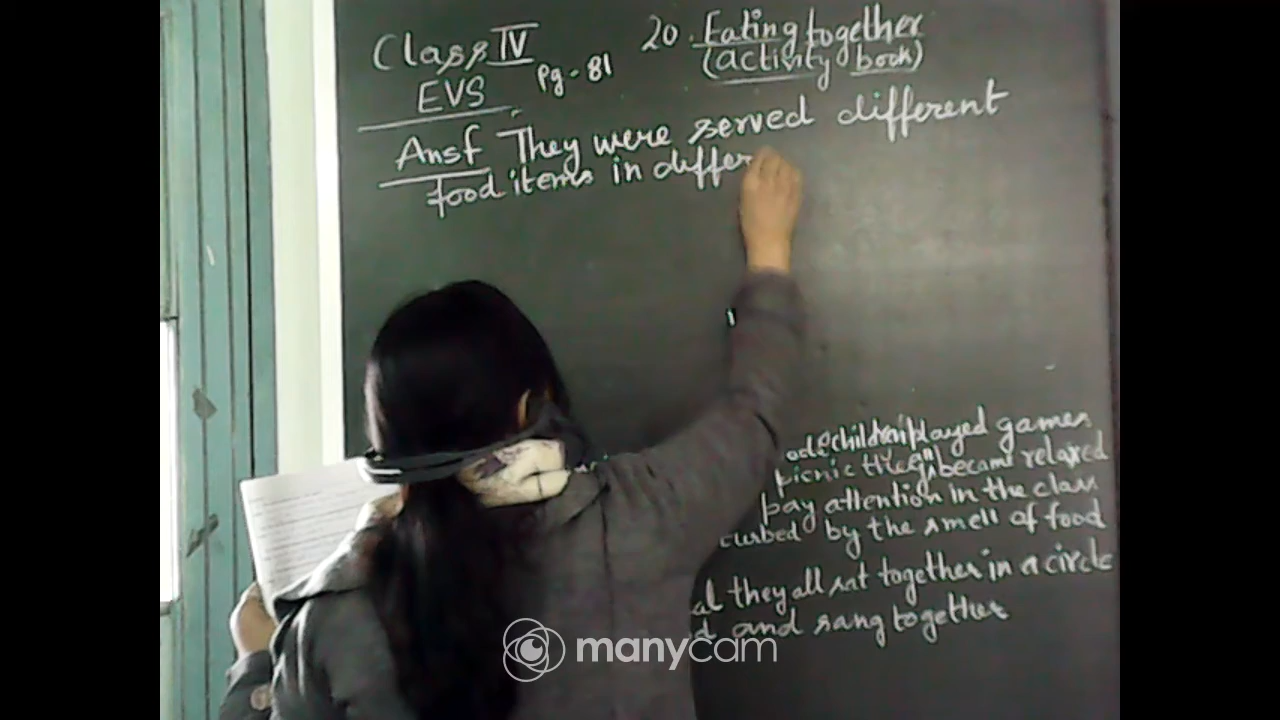 Class IV
EVS
Pg-81
20. Eating together
(activity book)
Ansf They were served different
food items in differ
children played games
picnic they became relaxed
pay attention in the class
turbed by the smell of food
al they all sat together in a circle
d and sang together
manycam